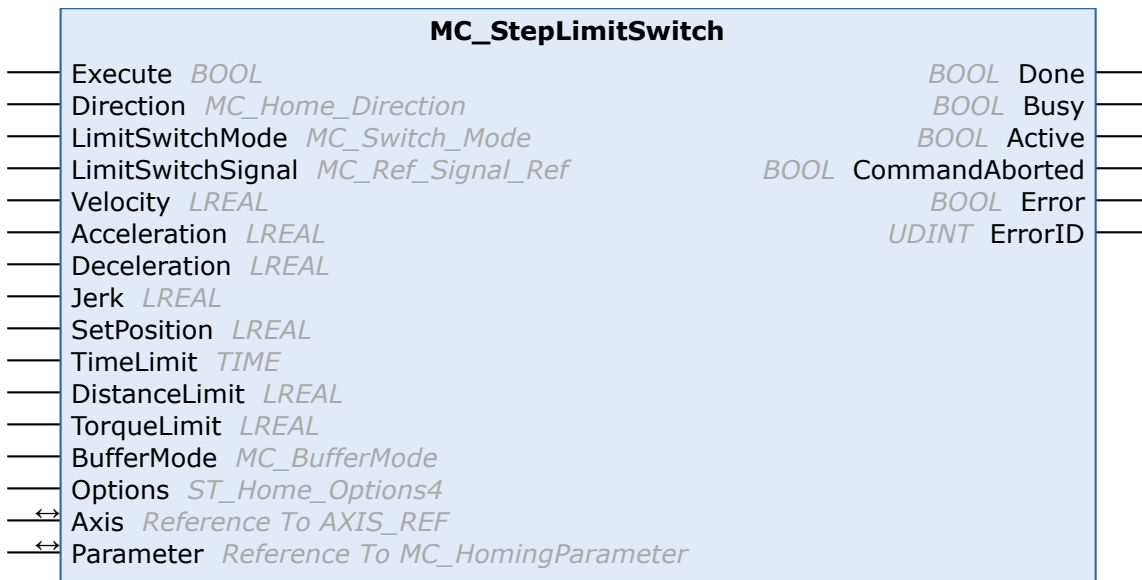 MC_StepLimitSwitch
Execute BOOL BOOL Done
Direction MC_Home_Direction BOOL Busy
LimitSwitchMode MC_Switch_Mode BOOL Active
LimitSwitchSignal MC_Ref_Signal_Ref BOOL CommandAborted
Velocity LREAL BOOL Error
Acceleration LREAL UDINT ErrorID
Deceleration LREAL
Jerk LREAL
SetPosition LREAL
TimeLimit TIME
DistanceLimit LREAL
TorqueLimit LREAL
BufferMode MC_BufferMode
Options ST_Home_Options4
↔ Axis Reference To AXIS_REF
↔ Parameter Reference To MC_HomingParameter